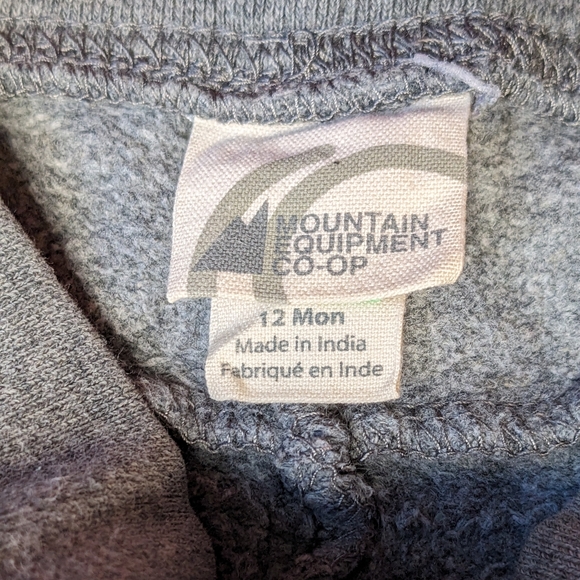 MOUNTAIN
EQUIPMENT
CO-OP
12 Mon
Made in India
Fabriqué en Inde